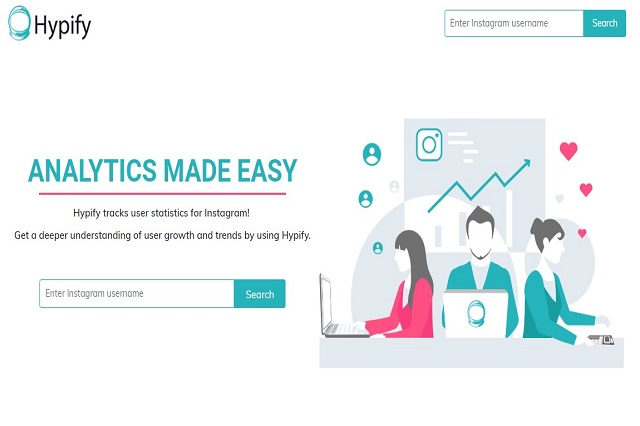 Hypify
Enter Instagram username
Search
ANALYTICS MADE EASY
Hypify tracks user statistics for Instagram!
Get a deeper understanding of user growth and trends by using Hypify.
Enter Instagram username
Search